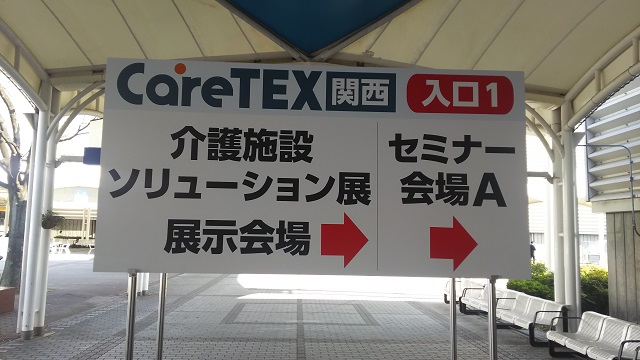 CareTEX関西 入口1
介護施設
ソリューション展
展示会場
セミナー
会場A